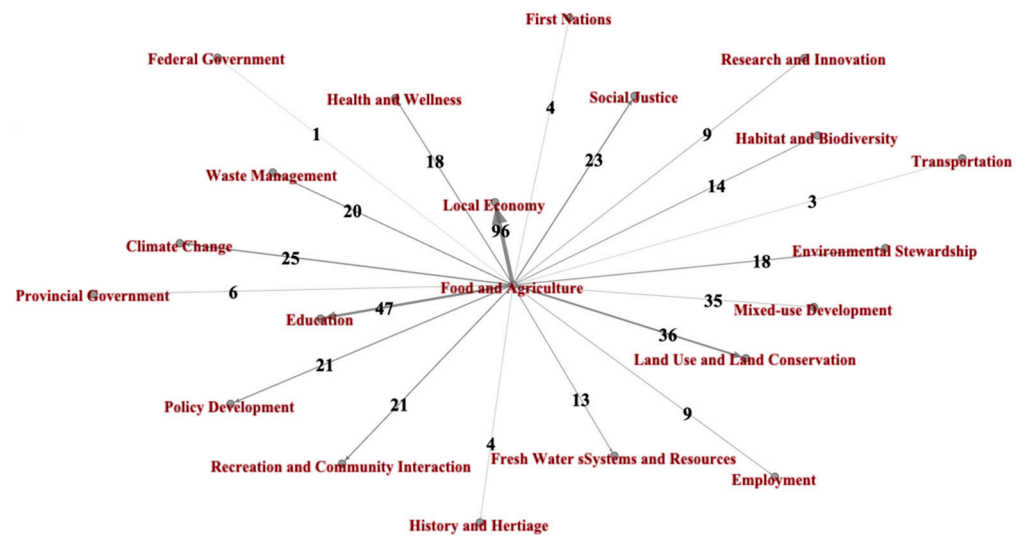 First Nations
Federal Government
Research and Innovation
Health and Wellness
Social Justice
4
1
9
Habitat and Biodiversity
18
23
Transportation
Waste Management
14
20
Local Economy
3
96
Climate Change
25
18
Environmental Stewardship
Food and Agriculture
Provincial Government
6
35
Mixed-use Development
47
Education
36
Land Use and Land Conservation
21
Policy Development
21
13
9
4
Recreation and Community Interaction
Fresh Water sSystems and Resources
Employment
History and Hertiage